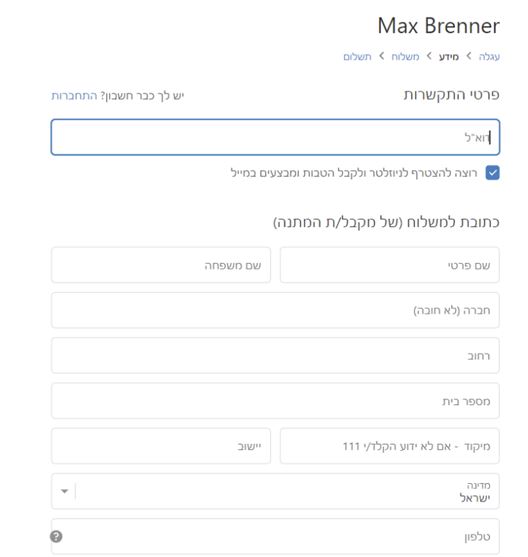 Max Brenner
עגלה > מידע > משלוח > תשלום
פרטי התקשרות
יש לך כבר חשבון? התחברות
דוא"ל
רוצה להצטרף לניוזלטר ולקבל הטבות ומבצעים במייל
כתובת למשלוח (של מקבל/ת המתנה)
שם פרטי
שם משפחה
חברה (לא חובה)
רחוב
מספר בית
מיקוד - אם לא ידוע הקלד/י 111
יישוב
מדינה
ישראל
טלפון
?